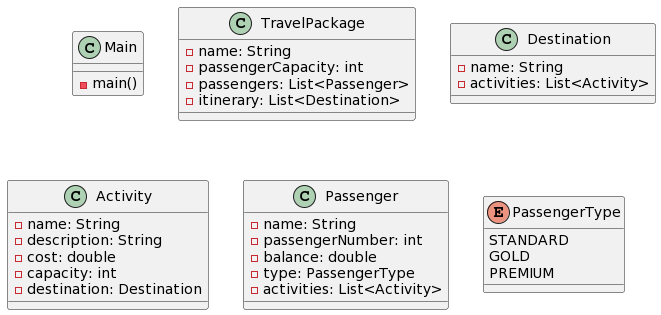 C Main
main()
C TravelPackage
name: String
passengerCapacity: int
passengers: List<Passenger>
itinerary: List<Destination>
C Destination
name: String
activities: List<Activity>
C Activity
name: String
description: String
cost: double
capacity: int
destination: Destination
C Passenger
name: String
passengerNumber: int
balance: double
type: PassengerType
activities: List<Activity>
E PassengerType
STANDARD
GOLD
PREMIUM